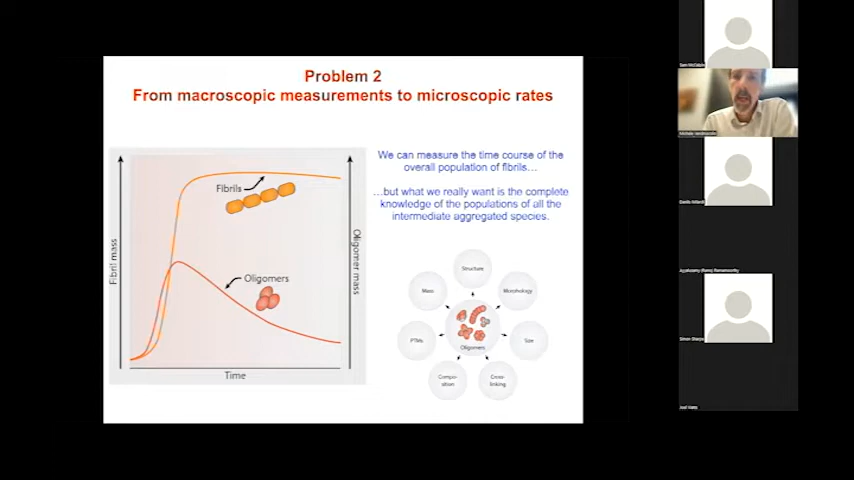 Problem 2
From macroscopic measurements to microscopic rates
We can measure the time course of the
overall population of fibrils…
…but what we really want is the complete
knowledge of the populations of all the
intermediate aggregated species.
Fibrils
Oligomers
Fibril mass
Oligomer mass
Time
Structure
Mass
Morphology
PTMs
Size
Oligomers
Compo-
sition
Cross-
linking